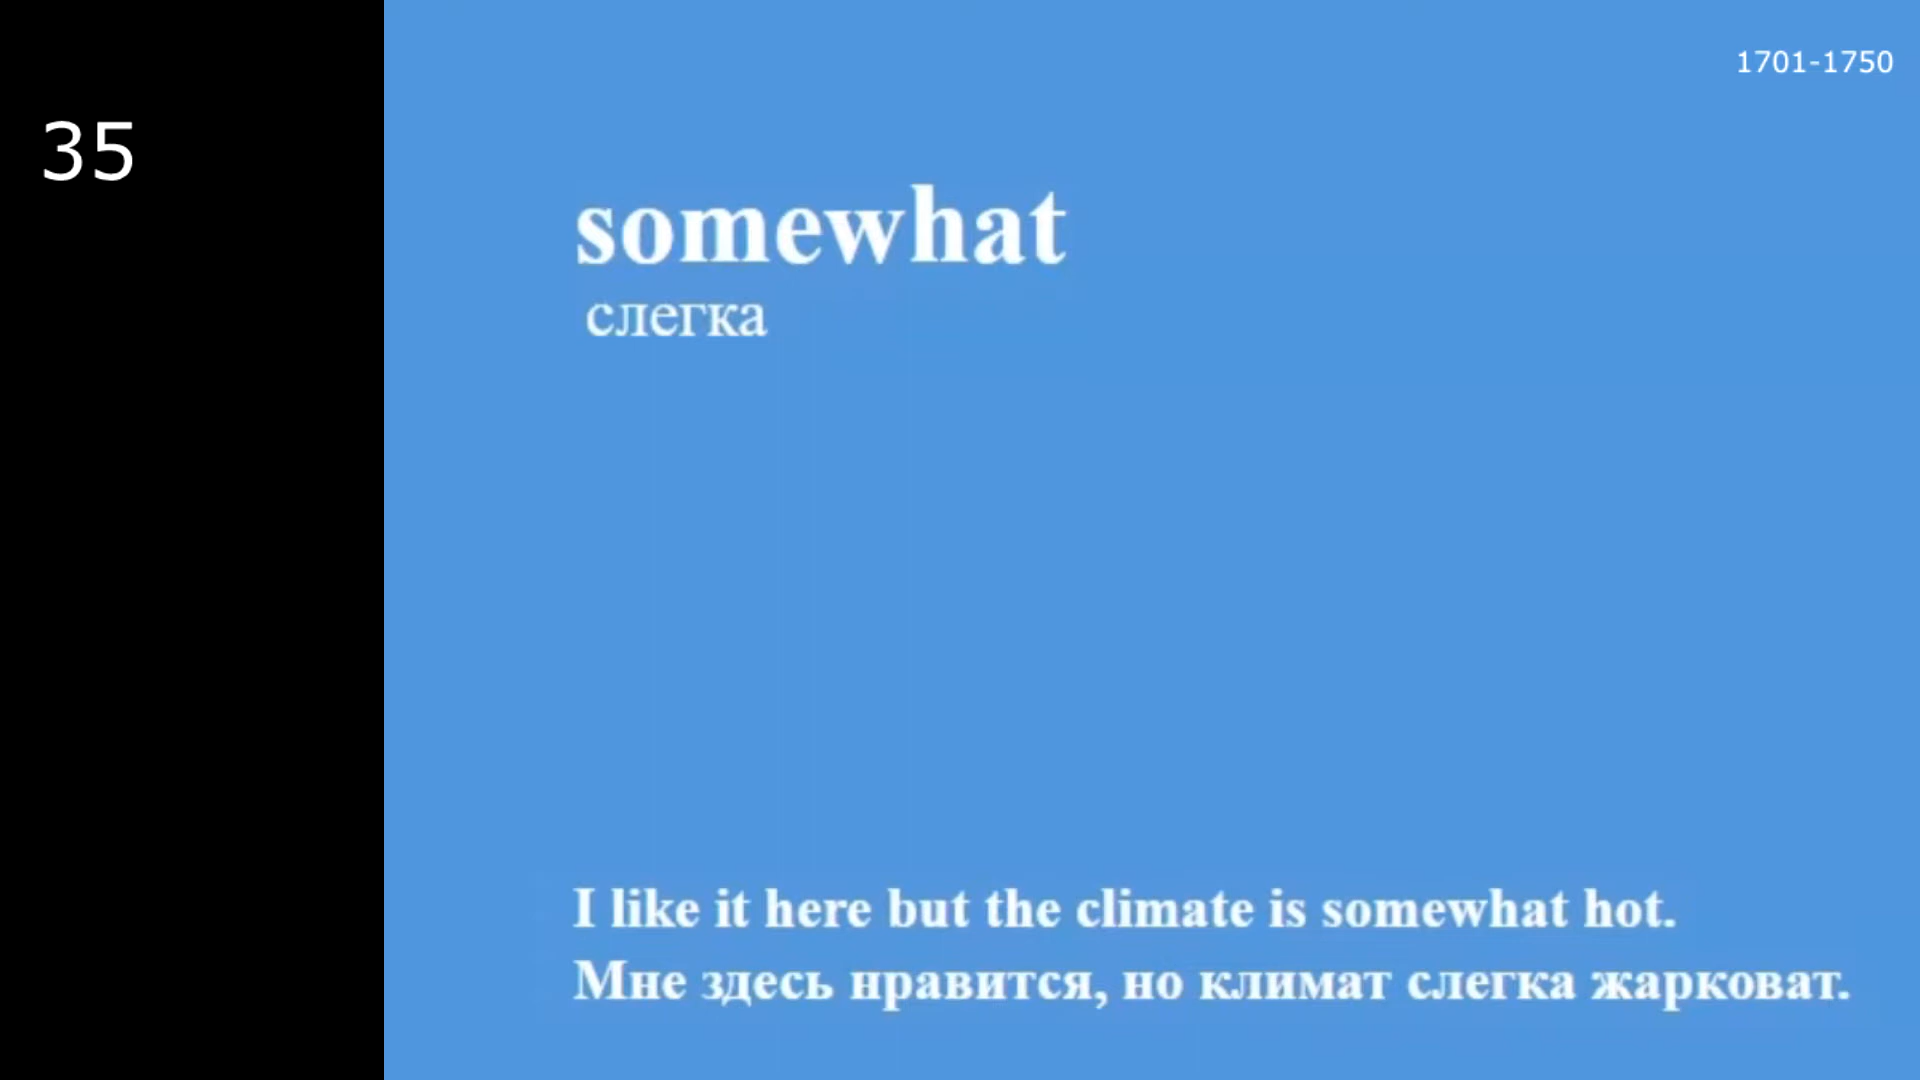 1701-1750
35
somewhat
слегка
I like it here but the climate is somewhat hot.
Мне здесь нравится, но климат слегка жарковат.